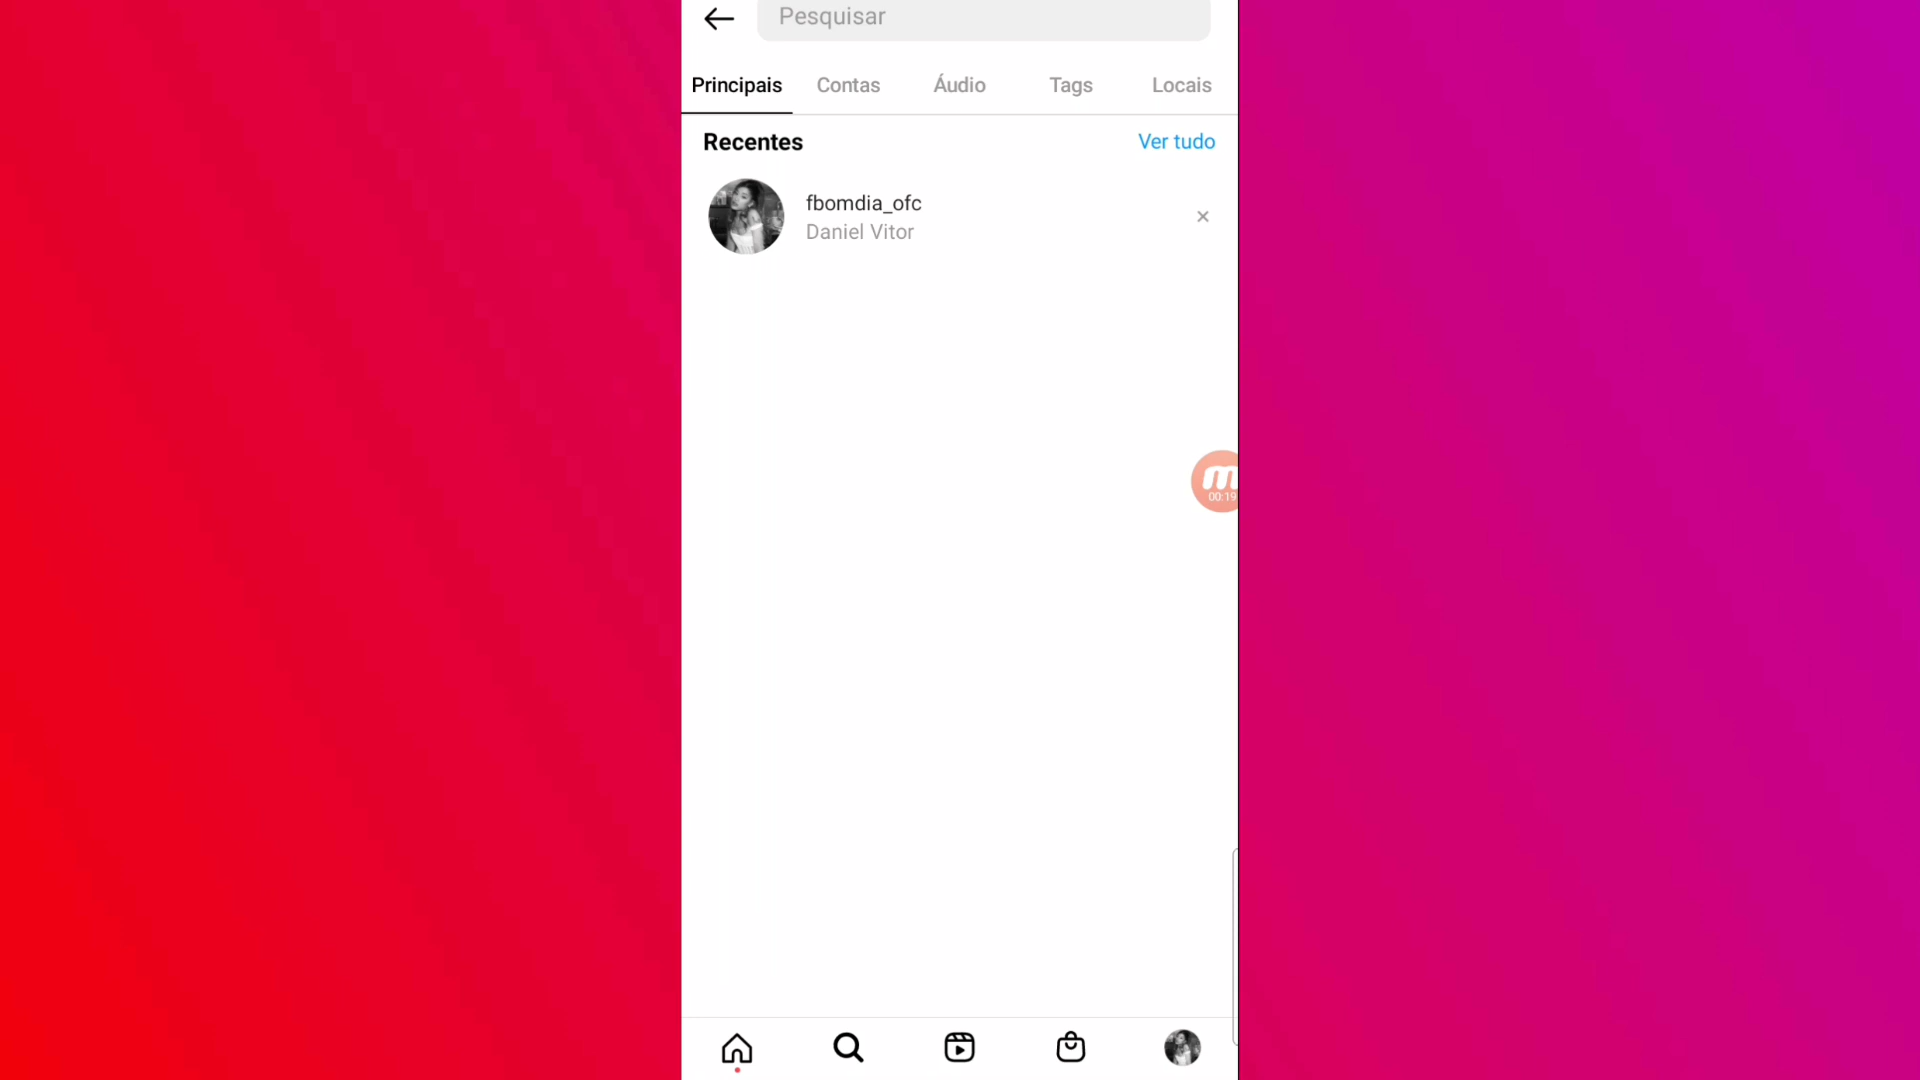 Pesquisar
Principais Contas Áudio Tags Locais
Recentes Ver tudo
fbomdia_ofc
Daniel Vitor
00:19